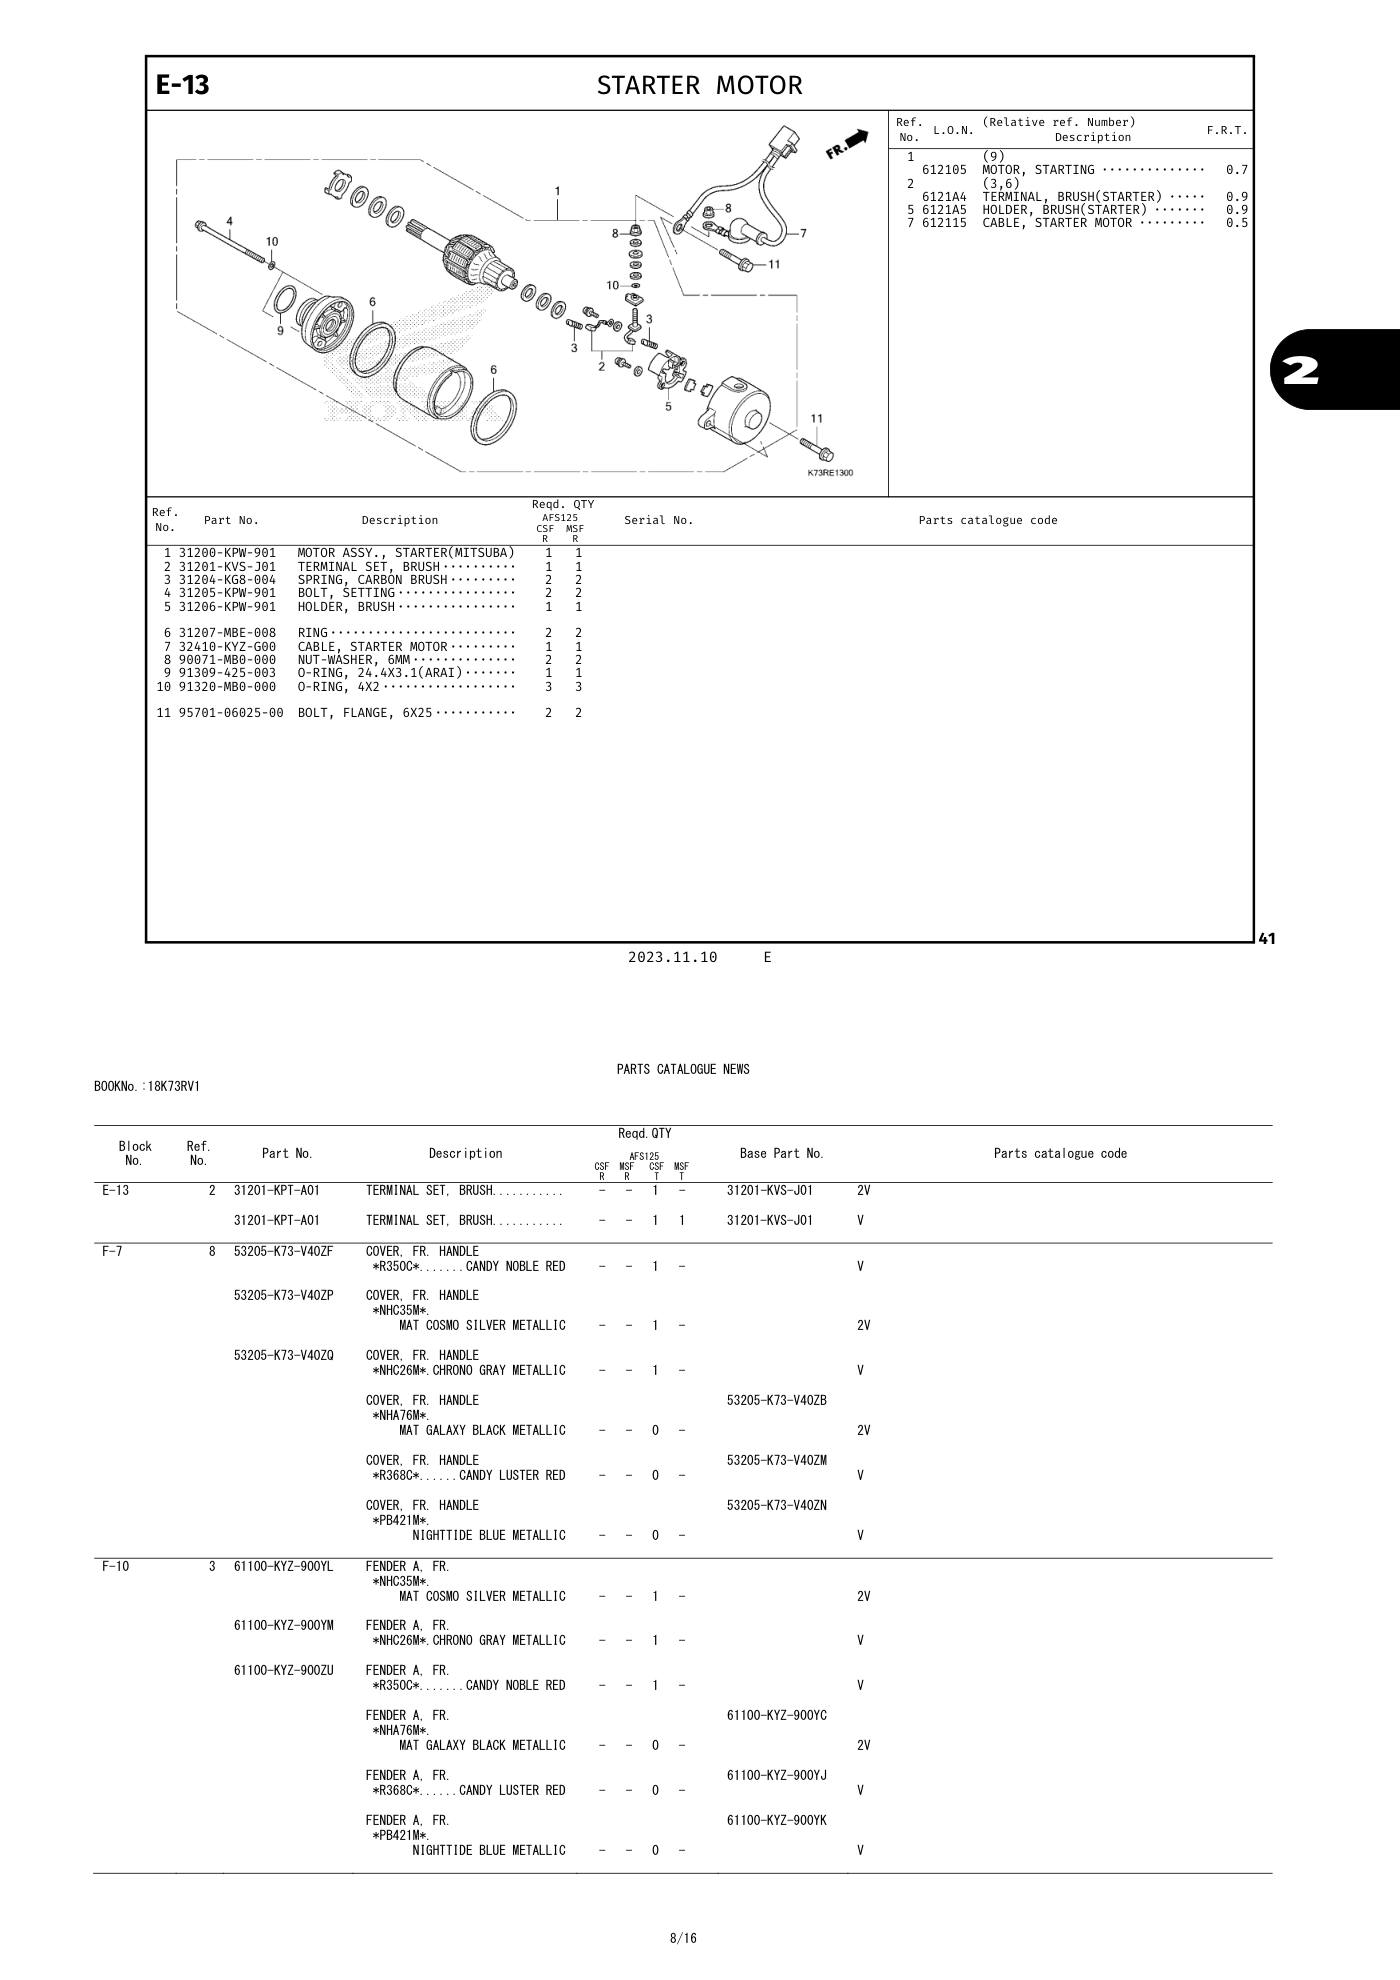 E-13
STARTER MOTOR
Ref. No. L.O.N. (Relative ref. Number) Description F.R.T.
1 (9)
612105 MOTOR, STARTING ·············· 0.7
2 (3,6)
6121A4 TERMINAL, BRUSH(STARTER) ····· 0.9
5 6121A5 HOLDER, BRUSH(STARTER) ······· 0.9
7 612115 CABLE, STARTER MOTOR ········· 0.5
FR.
1
8
4
8
7
10
11
10
6
3
9
3
2
6
5
11
HONDA
K73RE1300
2
Ref. No. Part No. Description Reqd. QTY Serial No. Parts catalogue code
AFS125
CSF MSF
R R
1 31200-KPW-901 MOTOR ASSY., STARTER(MITSUBA) 1 1
2 31201-KVS-J01 TERMINAL SET, BRUSH·········· 1 1
3 31204-KG8-004 SPRING, CARBON BRUSH········· 2 2
4 31205-KPW-901 BOLT, SETTING················ 2 2
5 31206-KPW-901 HOLDER, BRUSH················ 1 1
6 31207-MBE-008 RING························· 2 2
7 32410-KYZ-G00 CABLE, STARTER MOTOR········· 1 1
8 90071-MB0-000 NUT-WASHER, 6MM·············· 2 2
9 91309-425-003 O-RING, 24.4X3.1(ARAI)······· 1 1
10 91320-MB0-000 O-RING, 4X2·················· 3 3
11 95701-06025-00 BOLT, FLANGE, 6X25··········· 2 2
41
2023.11.10 E
PARTS CATALOGUE NEWS
BOOKNo.:18K73RV1
Block No. Ref. No. Part No. Description Reqd.QTY Base Part No. Parts catalogue code
AFS125
CSF MSF CSF MSF
R R T T
E-13 2 31201-KPT-A01 TERMINAL SET, BRUSH........... - - 1 - 31201-KVS-J01 2V
31201-KPT-A01 TERMINAL SET, BRUSH........... - - 1 1 31201-KVS-J01 V
F-7 8 53205-K73-V40ZF COVER, FR. HANDLE
*R350C*.......CANDY NOBLE RED - - 1 - V
53205-K73-V40ZP COVER, FR. HANDLE
*NHC35M*.
MAT COSMO SILVER METALLIC - - 1 - 2V
53205-K73-V40ZQ COVER, FR. HANDLE
*NHC26M*.CHRONO GRAY METALLIC - - 1 - V
COVER, FR. HANDLE 53205-K73-V40ZB
*NHA76M*.
MAT GALAXY BLACK METALLIC - - 0 - 2V
COVER, FR. HANDLE 53205-K73-V40ZM
*R368C*......CANDY LUSTER RED - - 0 - V
COVER, FR. HANDLE 53205-K73-V40ZN
*PB421M*.
NIGHTTIDE BLUE METALLIC - - 0 - V
F-10 3 61100-KYZ-900YL FENDER A, FR.
*NHC35M*.
MAT COSMO SILVER METALLIC - - 1 - 2V
61100-KYZ-900YM FENDER A, FR.
*NHC26M*.CHRONO GRAY METALLIC - - 1 - V
61100-KYZ-900ZU FENDER A, FR.
*R350C*.......CANDY NOBLE RED - - 1 - V
FENDER A, FR. 61100-KYZ-900YC
*NHA76M*.
MAT GALAXY BLACK METALLIC - - 0 - 2V
FENDER A, FR. 61100-KYZ-900YJ
*R368C*......CANDY LUSTER RED - - 0 - V
FENDER A, FR. 61100-KYZ-900YK
*PB421M*.
NIGHTTIDE BLUE METALLIC - - 0 - V
8/16